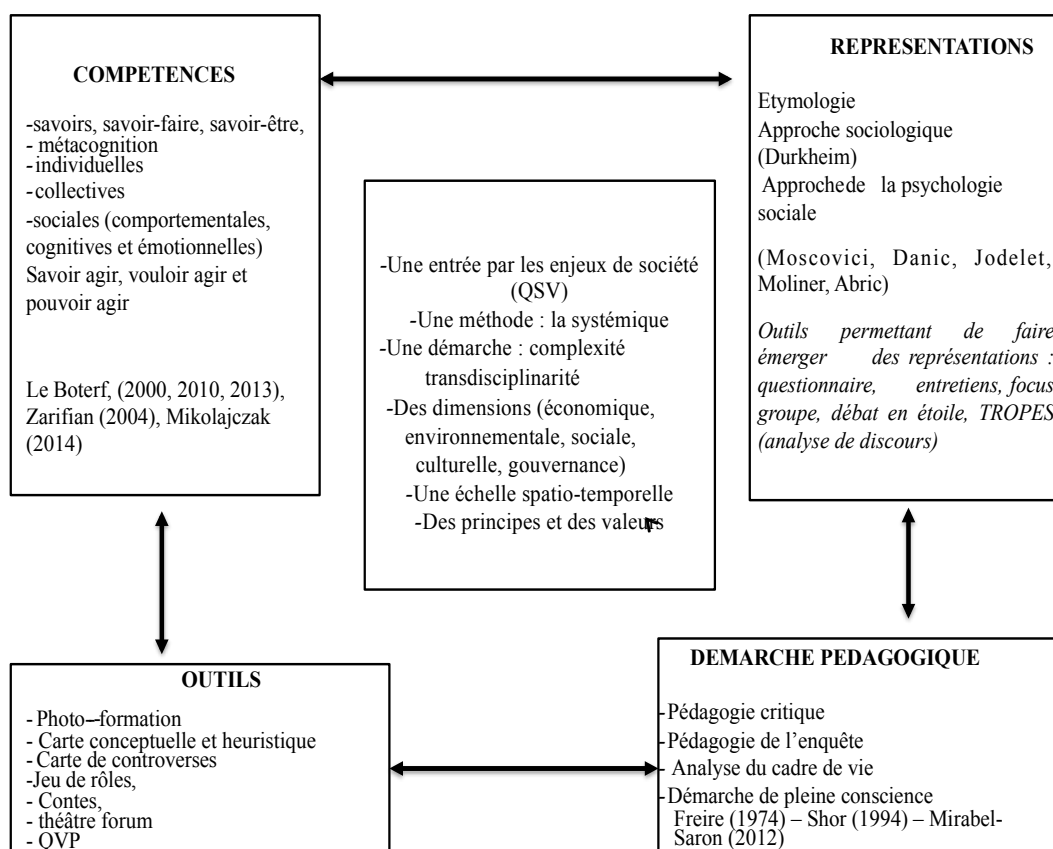 COMPETENCES
-savoirs, savoir-faire, savoir-être,
- métacognition
-individuelles
-collectives
-sociales (comportementales,
cognitives et émotionnelles)
Savoir agir, vouloir agir et
pouvoir agir
Le Boterf, (2000, 2010, 2013),
Zarifian (2004), Mikolajczak
(2014)
REPRESENTATIONS
Etymologie
Approche sociologique
(Durkheim)
Approchede la psychologie
sociale
(Moscovici, Danic, Jodelet,
Moliner, Abric)
Outils permettant de faire
émerger des représentations :
questionnaire, entretiens, focus
groupe, débat en étoile, TROPES
(analyse de discours)
-Une entrée par les enjeux de société
(QSV)
-Une méthode : la systémique
-Une démarche : complexité
transdisciplinarité
-Des dimensions (économique,
environnementale, sociale,
culturelle, gouvernance)
-Une échelle spatio-temporelle
-Des principes et des valeurs
OUTILS
- Photo-‐formation
- Carte conceptuelle et heuristique
- Carte de controverses
-Jeu de rôles,
- Contes,
- théâtre forum
- QVP
DEMARCHE PEDAGOGIQUE
-Pédagogie critique
-Pédagogie de l'enquête
- Analyse du cadre de vie
-Démarche de pleine conscience
Freire (1974) – Shor (1994) – Mirabel-
Saron (2012)